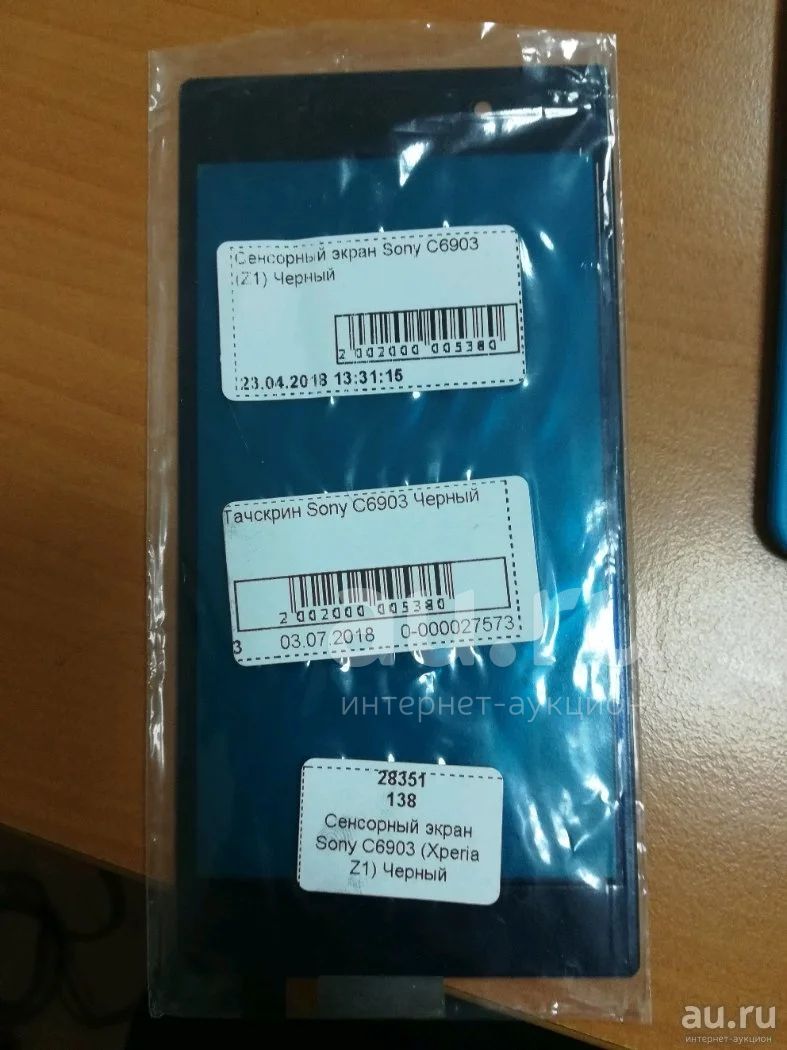 Сенсорный экран Sony C6903
(Z1) Черный
2 002000 005380
23.04.2018 13:31:15
Тачскрин Sony C6903 Черный
2 002000 005380
3 03.07.2018 0-000027573
au.ru
интернет-аукцион
28351
138
Сенсорный экран
Sony C6903 (Xperia
Z1) Черный
au.ru
интернет-аукцион